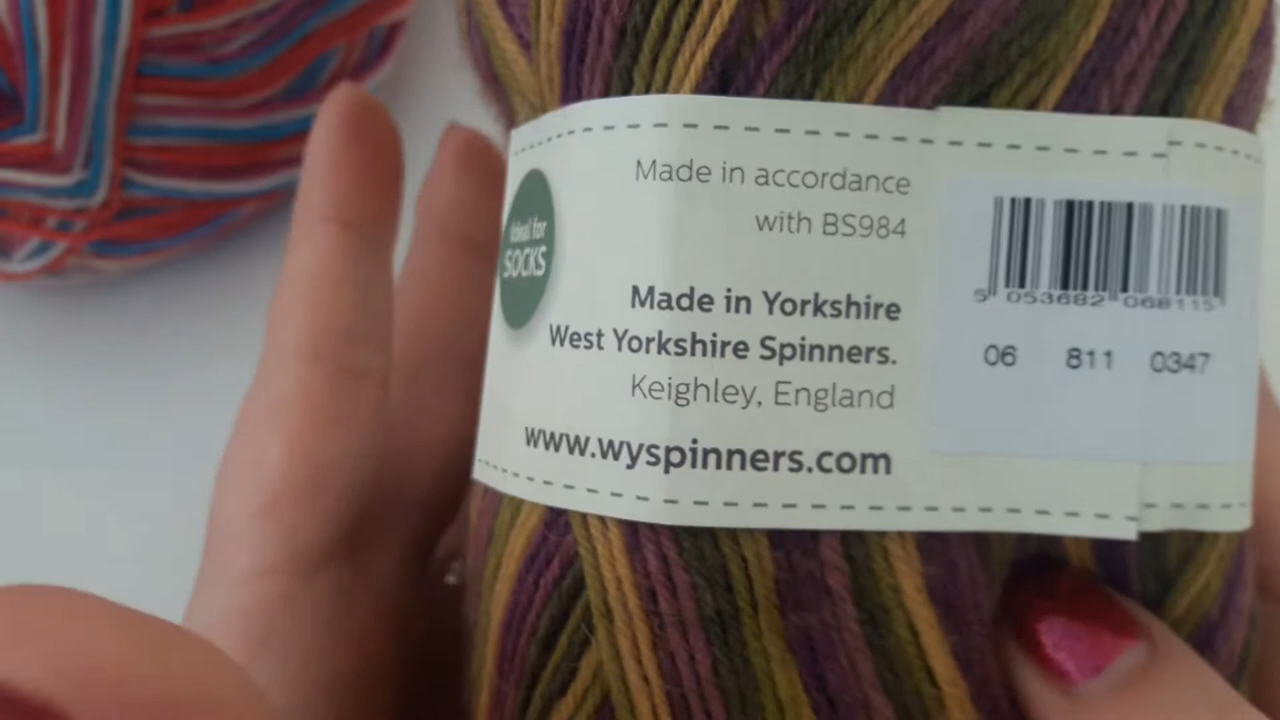 Ideal for
SOCKS
Made in accordance
with BS984
Made in Yorkshire
West Yorkshire Spinners.
Keighley, England
www.wyspinners.com
5 053682 068115
06 811 0347